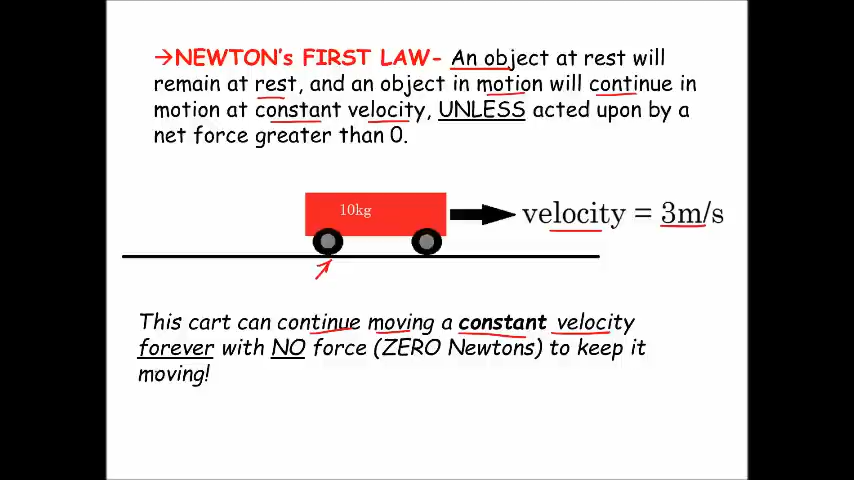 →NEWTON's FIRST LAW- An object at rest will
remain at rest, and an object in motion will continue in
motion at constant velocity, UNLESS acted upon by a
net force greater than 0.
10kg
velocity = 3m/s
This cart can continue moving a constant velocity
forever with NO force (ZERO Newtons) to keep it
moving!